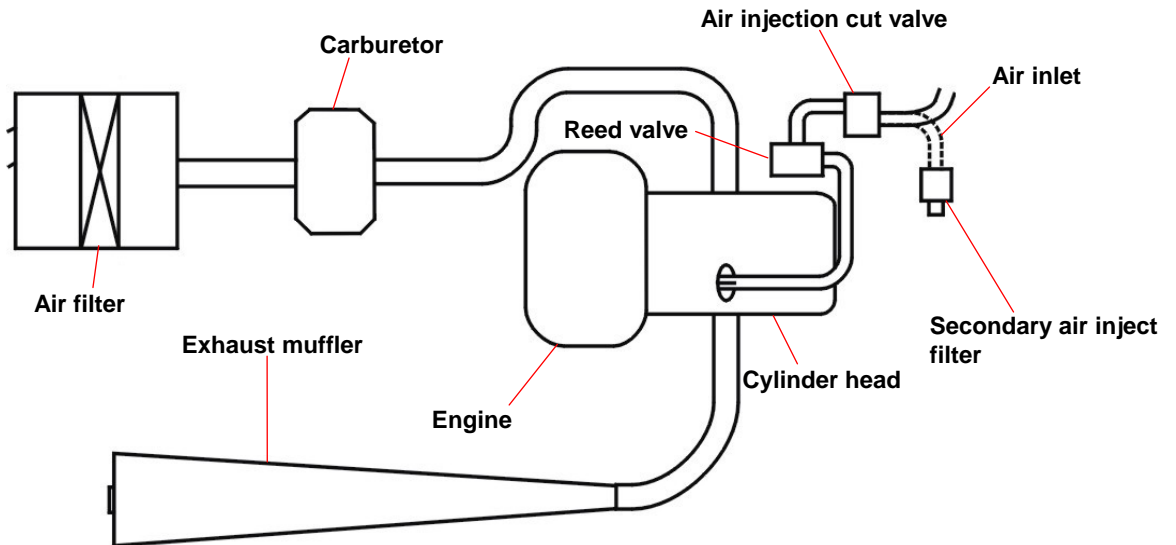 Air injection cut valve
Carburetor
Air inlet
Reed valve
Air filter
Secondary air inject
filter
Exhaust muffler
Cylinder head
Engine